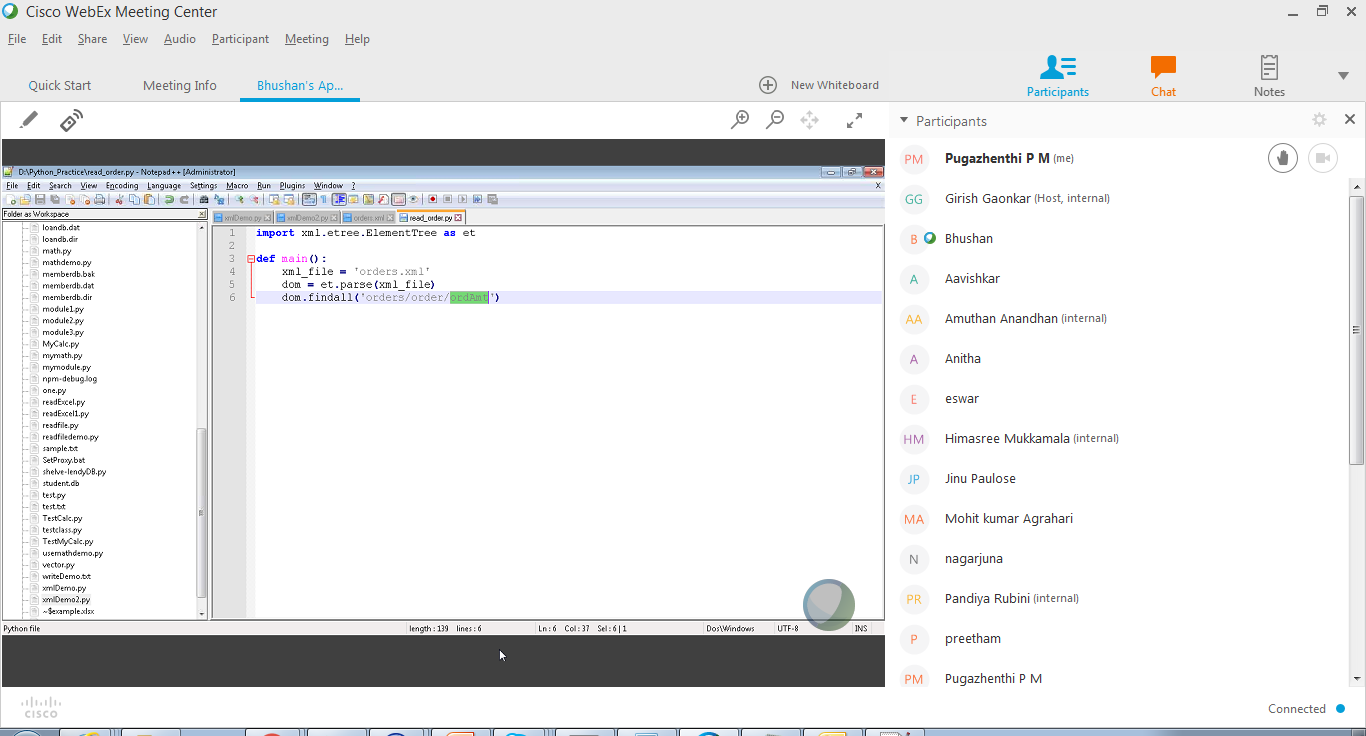 Cisco WebEx Meeting Center
File Edit Share View Audio Participant Meeting Help
Quick Start Meeting Info Bhushan's Ap... New Whiteboard
Participants Chat Notes
D:\Python_Practice\read_order.py - Notepad++ [Administrator]
File Edit Search View Encoding Language Settings Macro Run Plugins Window ? X
Folder as Workspace
xmlDemo.py xmlDemo2.py orders.xml read_order.py
loandb.dat
loandb.dir
math.py
mathdemo.py
memberdb.bak
memberdb.dat
memberdb.dir
module1.py
module2.py
module3.py
MyCalc.py
mymath.py
mymodule.py
npm-debug.log
one.py
readExcel.py
readExcel1.py
readfile.py
readfiledemo.py
sample.txt
SetProxy.bat
shelve-lendyDB.py
student.db
test.py
test.txt
TestCalc.py
testclass.py
TestMyCalc.py
usemathdemo.py
vector.py
writeDemo.txt
xmlDemo.py
xmlDemo2.py
~$example.xlsx
1 import xml.etree.ElementTree as et
2
3 def main():
4 xml_file = 'orders.xml'
5 dom = et.parse(xml_file)
6 dom.findall('orders/order/ordAmt')
Python file length : 139 lines : 6 Ln : 6 Col : 37 Sel : 6 | 1 Dos\Windows UTF-8 INS
Participants
PM Pugazhenthi P M (me)
GG Girish Gaonkar (Host, internal)
B Bhushan
A Aavishkar
AA Amuthan Anandhan (internal)
A Anitha
E eswar
HM Himasree Mukkamala (internal)
JP Jinu Paulose
MA Mohit kumar Agrahari
N nagarjuna
PR Pandiya Rubini (internal)
P preetham
PM Pugazhenthi P M
CISCO
Connected